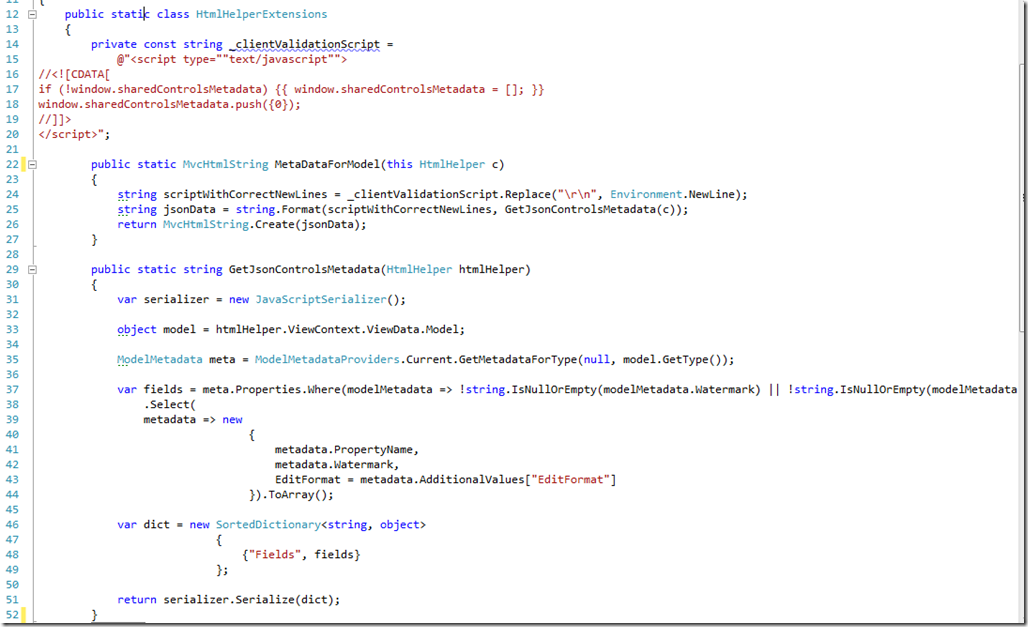 11 {
12 public static class HtmlHelperExtensions
13 {
14 private const string _clientValidationScript =
15 @"<script type=""text/javascript"">
16 //<![CDATA[
17 if (!window.sharedControlsMetadata) {{ window.sharedControlsMetadata = []; }}
18 window.sharedControlsMetadata.push({0});
19 //]]>
20 </script>";
21
22 public static MvcHtmlString MetaDataForModel(this HtmlHelper c)
23 {
24 string scriptWithCorrectNewLines = _clientValidationScript.Replace("\r\n", Environment.NewLine);
25 string jsonData = string.Format(scriptWithCorrectNewLines, GetJsonControlsMetadata(c));
26 return MvcHtmlString.Create(jsonData);
27 }
28
29 public static string GetJsonControlsMetadata(HtmlHelper htmlHelper)
30 {
31 var serializer = new JavaScriptSerializer();
32
33 object model = htmlHelper.ViewContext.ViewData.Model;
34
35 ModelMetadata meta = ModelMetadataProviders.Current.GetMetadataForType(null, model.GetType());
36
37 var fields = meta.Properties.Where(modelMetadata => !string.IsNullOrEmpty(modelMetadata.Watermark) || !string.IsNullOrEmpty(modelMetadata
38 .Select(
39 metadata => new
40 {
41 metadata.PropertyName,
42 metadata.Watermark,
43 EditFormat = metadata.AdditionalValues["EditFormat"]
44 }).ToArray();
45
46 var dict = new SortedDictionary<string, object>
47 {
48 {"Fields", fields}
49 };
50
51 return serializer.Serialize(dict);
52 }